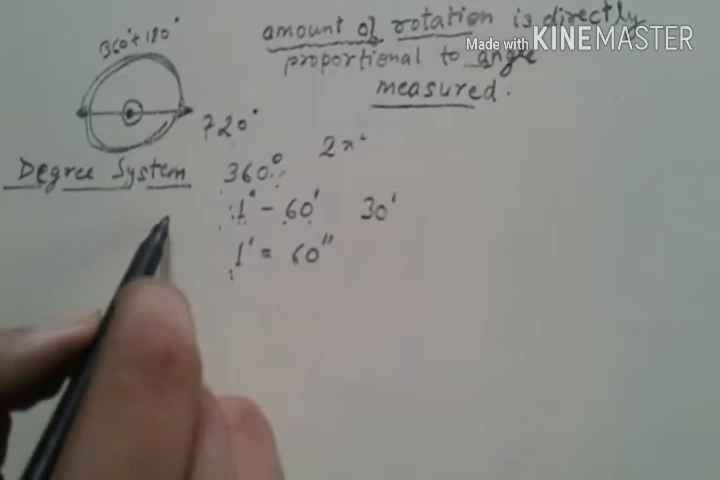 360° + 180°
amount of rotation is directly
Made with KINEMASTER
proportional to angle
measured.
720°
Degree System 360° 2πᶜ
1° - 60' 30'
1' = 60"